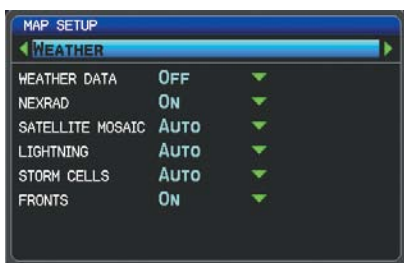 MAP SETUP
WEATHER
WEATHER DATA OFF
NEXRAD ON
SATELLITE MOSAIC AUTO
LIGHTNING AUTO
STORM CELLS AUTO
FRONTS ON